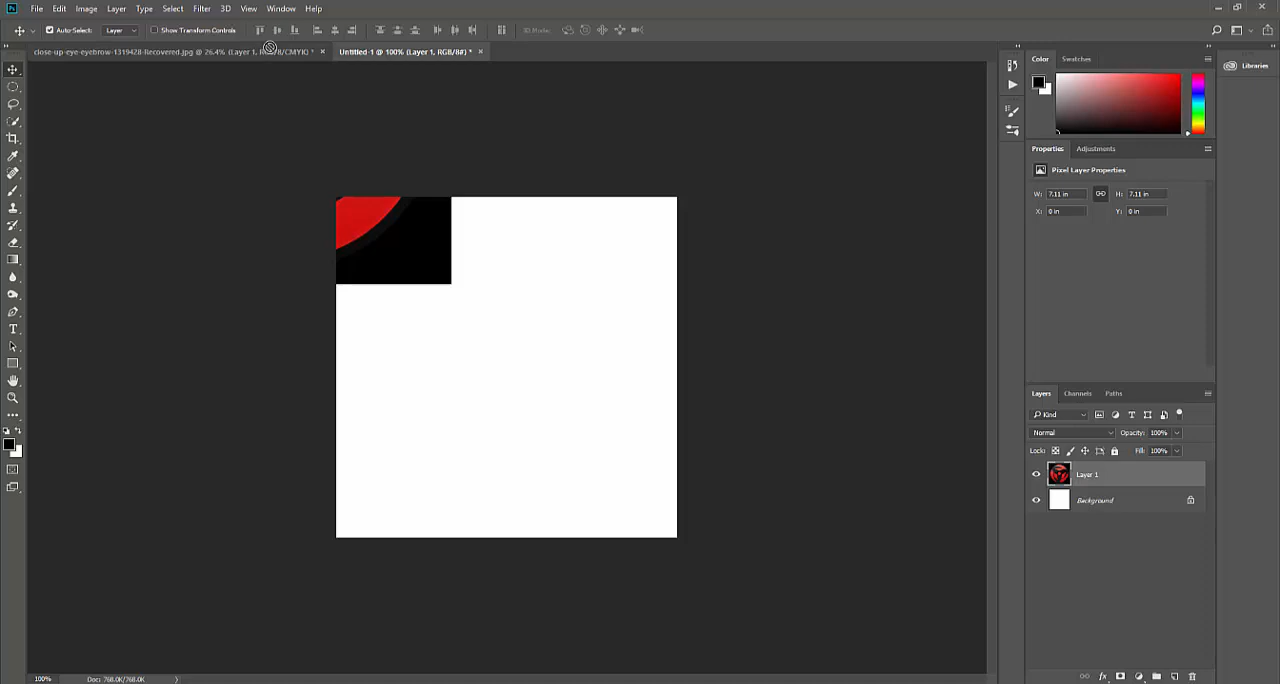 Ps File Edit Image Layer Type Select Filter 3D View Window Help
Auto-Select: Layer Show Transform Controls 3D Mode:
close-up-eye-eyebrow-1319428-Recovered.jpg @ 26.4% (Layer 1, /CMYK) * × Untitled-1 @ 100% (Layer 1, RGB/8#) * ×
Color Swatches
Libraries
Properties Adjustments
Pixel Layer Properties
W: 7.11 in H: 7.11 in
X: 0 in Y: 0 in
Layers Channels Paths
Kind
Normal Opacity: 100%
Lock: Fill: 100%
Layer 1
Background
100% Doc: 768.0K/768.0K